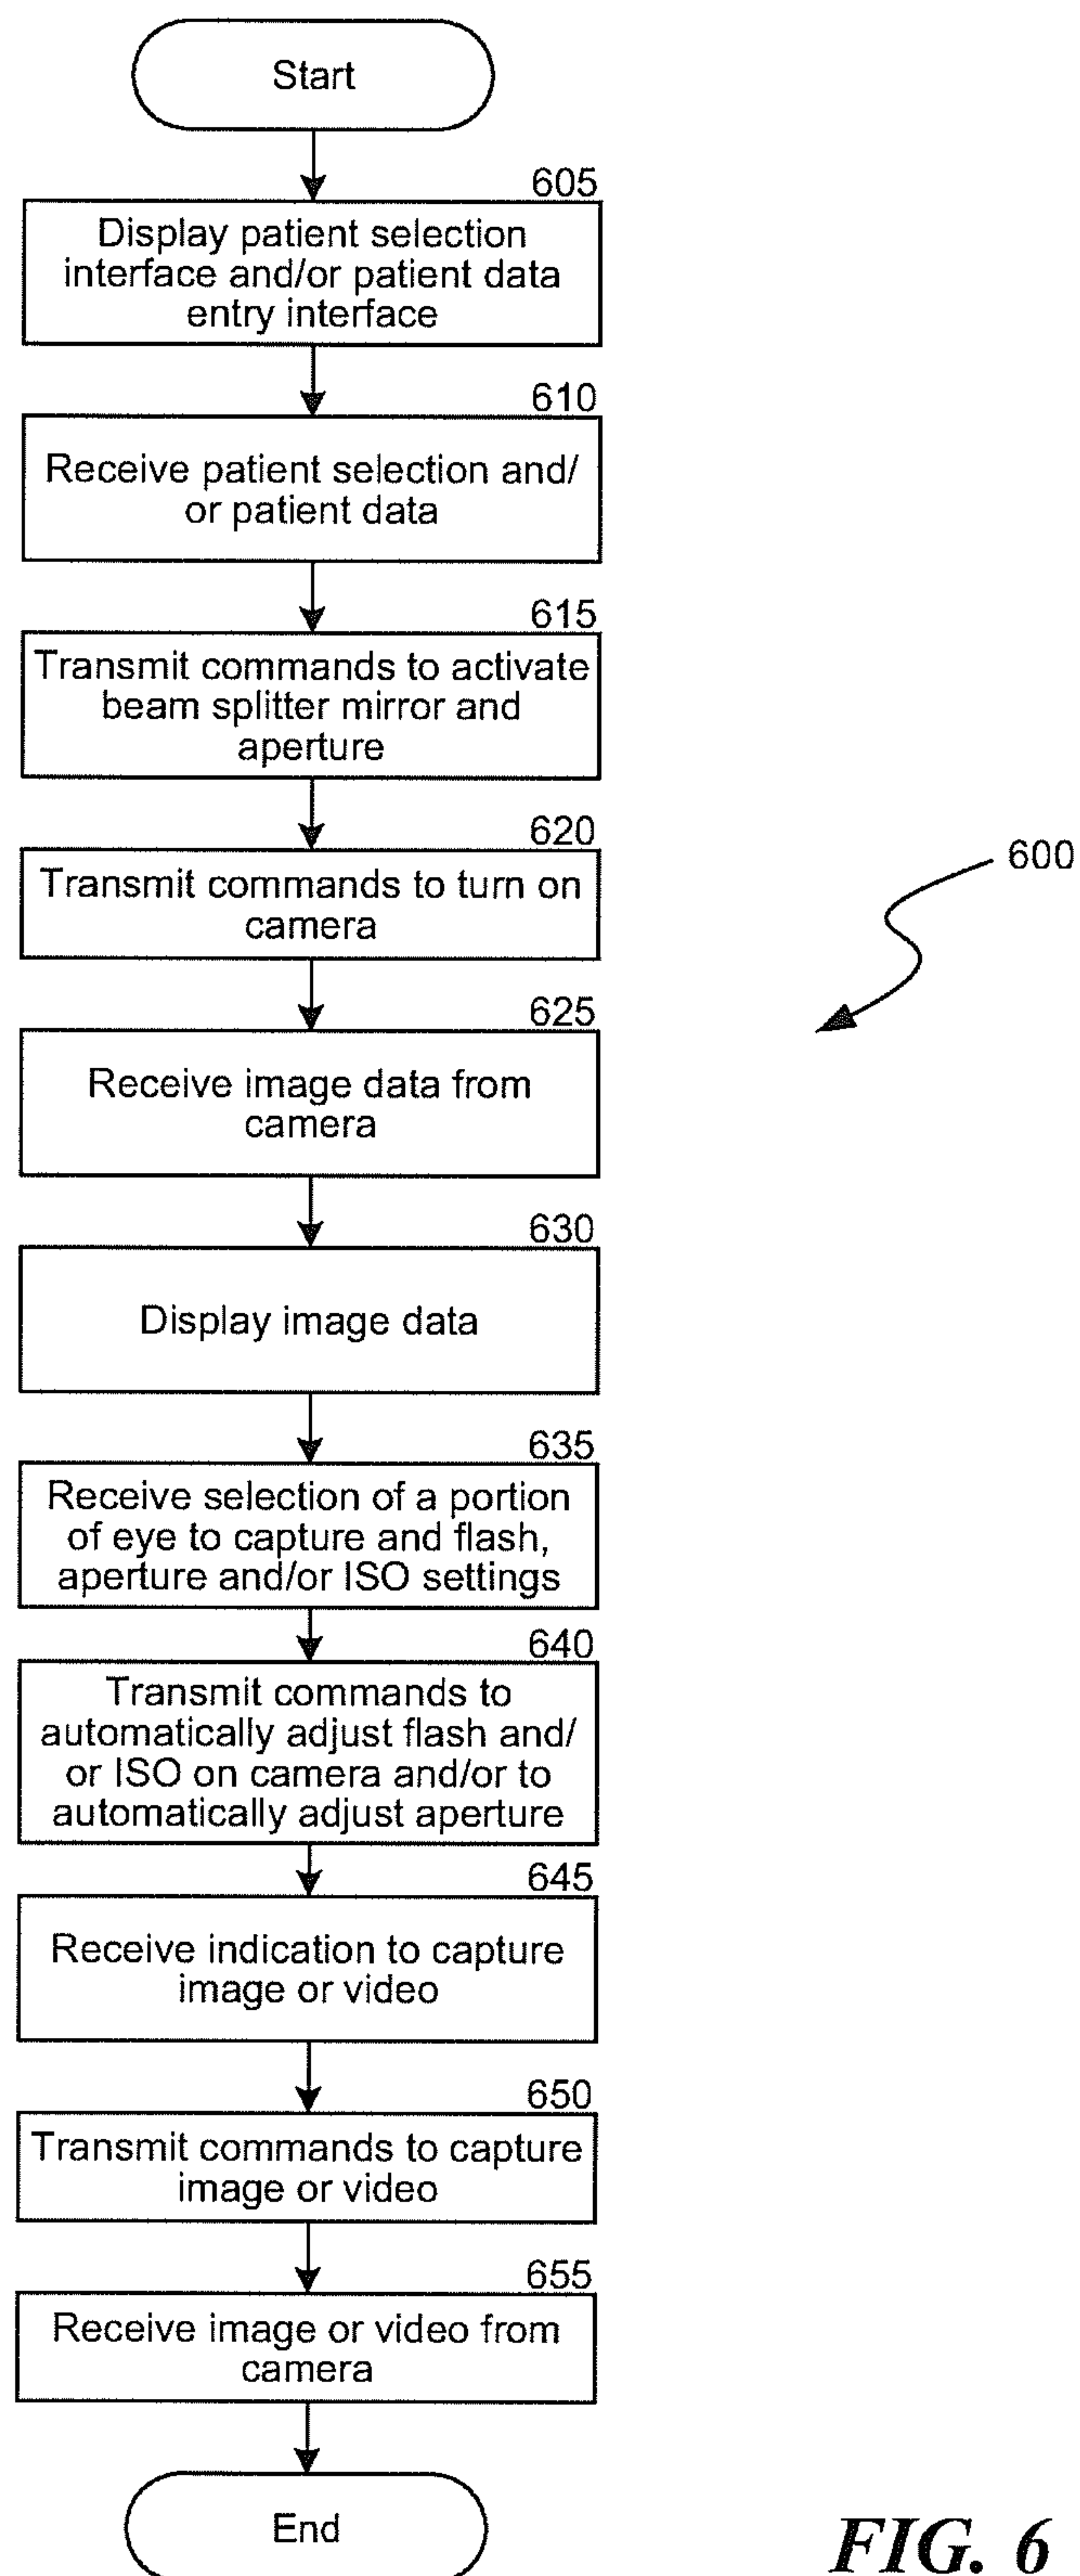 Start
605
Display patient selection
interface and/or patient data
entry interface
610
Receive patient selection and/
or patient data
615
Transmit commands to activate
beam splitter mirror and
aperture
620
Transmit commands to turn on
camera
600
625
Receive image data from
camera
630
Display image data
635
Receive selection of a portion
of eye to capture and flash,
aperture and/or ISO settings
640
Transmit commands to
automatically adjust flash and/
or ISO on camera and/or to
automatically adjust aperture
645
Receive indication to capture
image or video
650
Transmit commands to capture
image or video
655
Receive image or video from
camera
End
FIG. 6